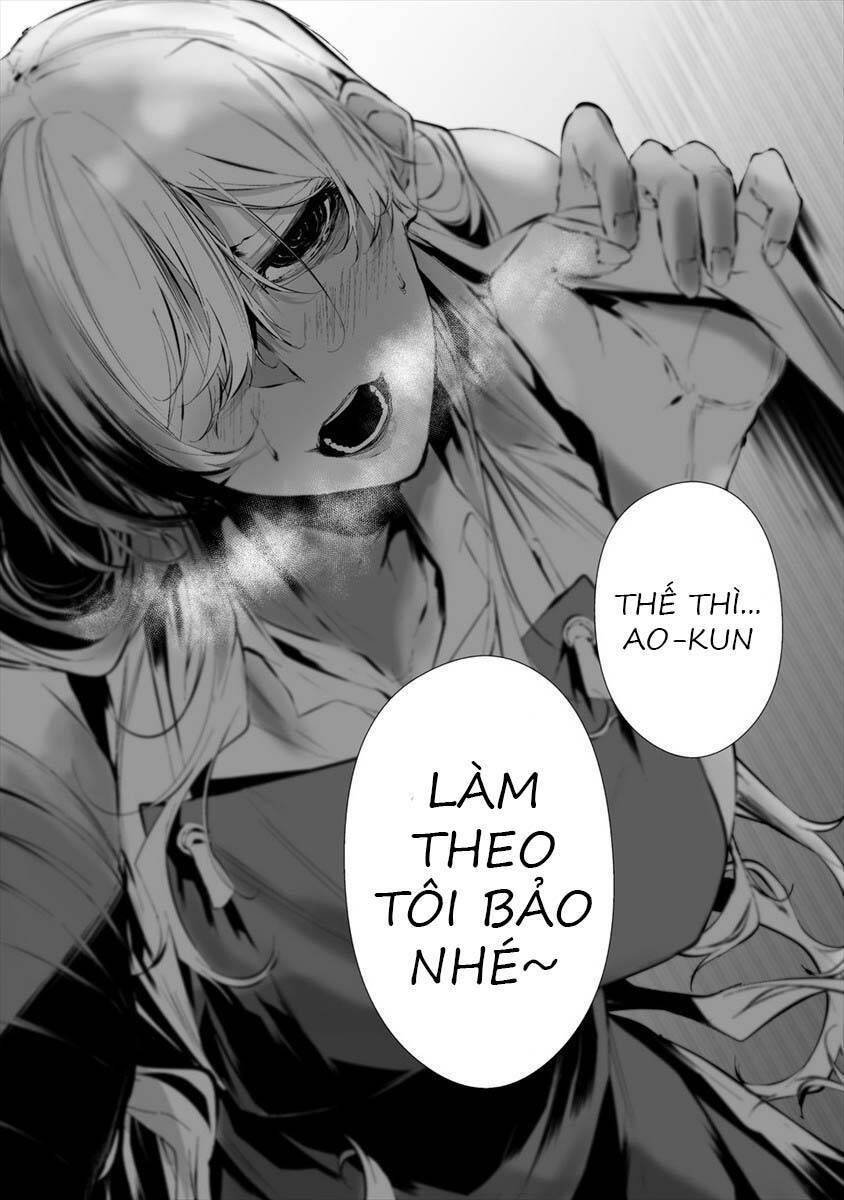 THẾ THÌ...
AO-KUN
LÀM
THEO
TÔI BẢO
NHÉ~